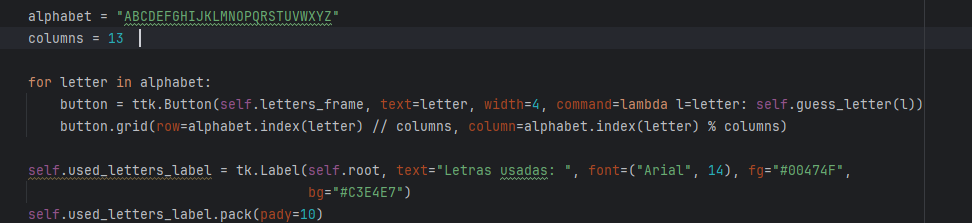 alphabet = "ABCDEFGHIJKLMNOPQRSTUVWXYZ"
columns = 13
for letter in alphabet:
button = ttk.Button(self.letters_frame, text=letter, width=4, command=lambda l=letter: self.guess_letter(l))
button.grid(row=alphabet.index(letter) // columns, column=alphabet.index(letter) % columns)
self.used_letters_label = tk.Label(self.root, text="Letras usadas: ", font=("Arial", 14), fg="#00474F",
bg="#C3E4E7")
self.used_letters_label.pack(pady=10)